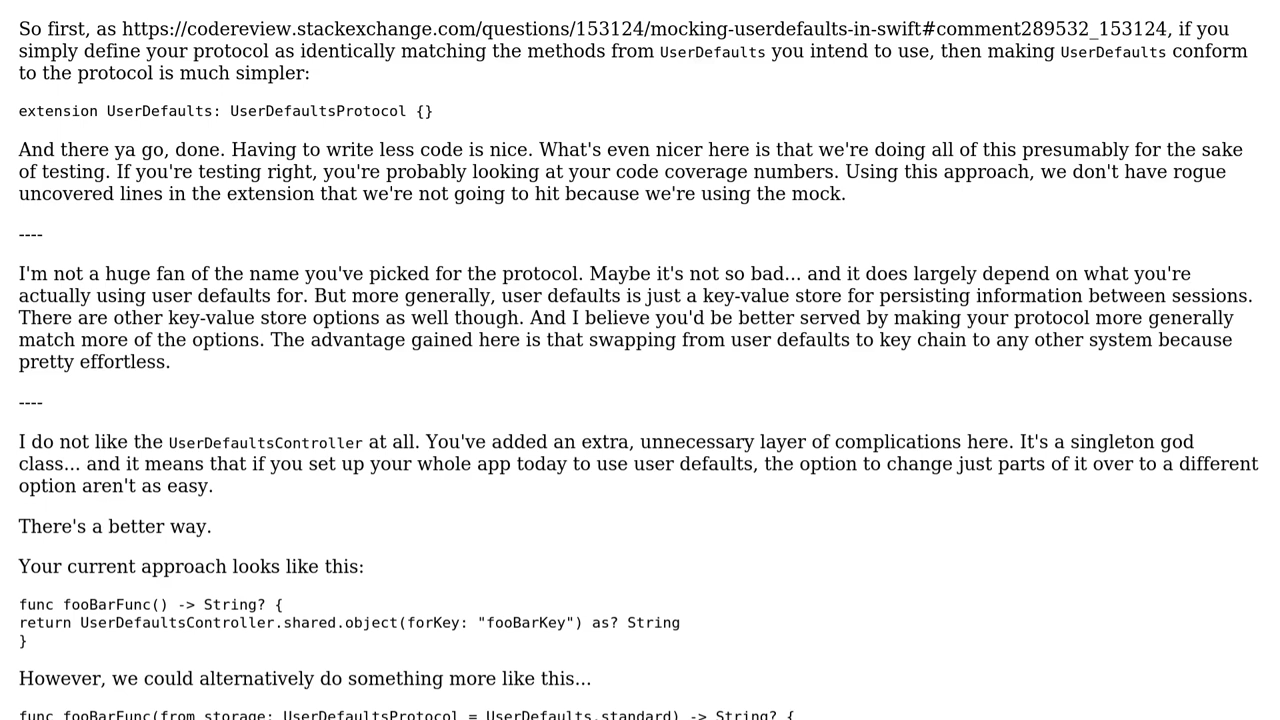 So first, as https://codereview.stackexchange.com/questions/153124/mocking-userdefaults-in-swift#comment289532_153124, if you
simply define your protocol as identically matching the methods from UserDefaults you intend to use, then making UserDefaults conform
to the protocol is much simpler:
extension UserDefaults: UserDefaultsProtocol {}
And there ya go, done. Having to write less code is nice. What's even nicer here is that we're doing all of this presumably for the sake
of testing. If you're testing right, you're probably looking at your code coverage numbers. Using this approach, we don't have rogue
uncovered lines in the extension that we're not going to hit because we're using the mock.
----
I'm not a huge fan of the name you've picked for the protocol. Maybe it's not so bad... and it does largely depend on what you're
actually using user defaults for. But more generally, user defaults is just a key-value store for persisting information between sessions.
There are other key-value store options as well though. And I believe you'd be better served by making your protocol more generally
match more of the options. The advantage gained here is that swapping from user defaults to key chain to any other system because
pretty effortless.
----
I do not like the UserDefaultsController at all. You've added an extra, unnecessary layer of complications here. It's a singleton god
class... and it means that if you set up your whole app today to use user defaults, the option to change just parts of it over to a different
option aren't as easy.
There's a better way.
Your current approach looks like this:
func fooBarFunc() -> String? {
return UserDefaultsController.shared.object(forKey: "fooBarKey") as? String
}
However, we could alternatively do something more like this...
func fooBarFunc(from storage: UserDefaultsProtocol = UserDefaults.standard) -> String? {